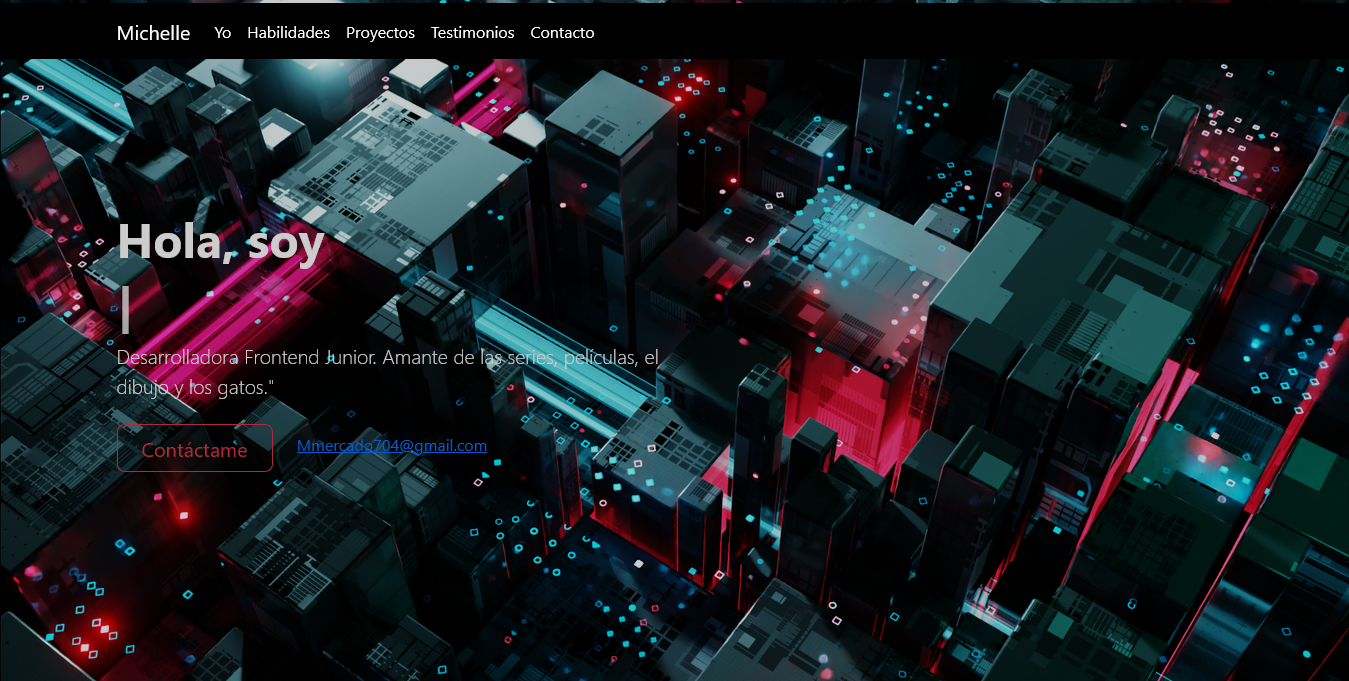 Michelle Yo Habilidades Proyectos Testimonios Contacto
Hola, soy
|
Desarrolladora Frontend Junior. Amante de las series, películas, el
dibujo y los gatos."
Contáctame Mmercado704@gmail.com